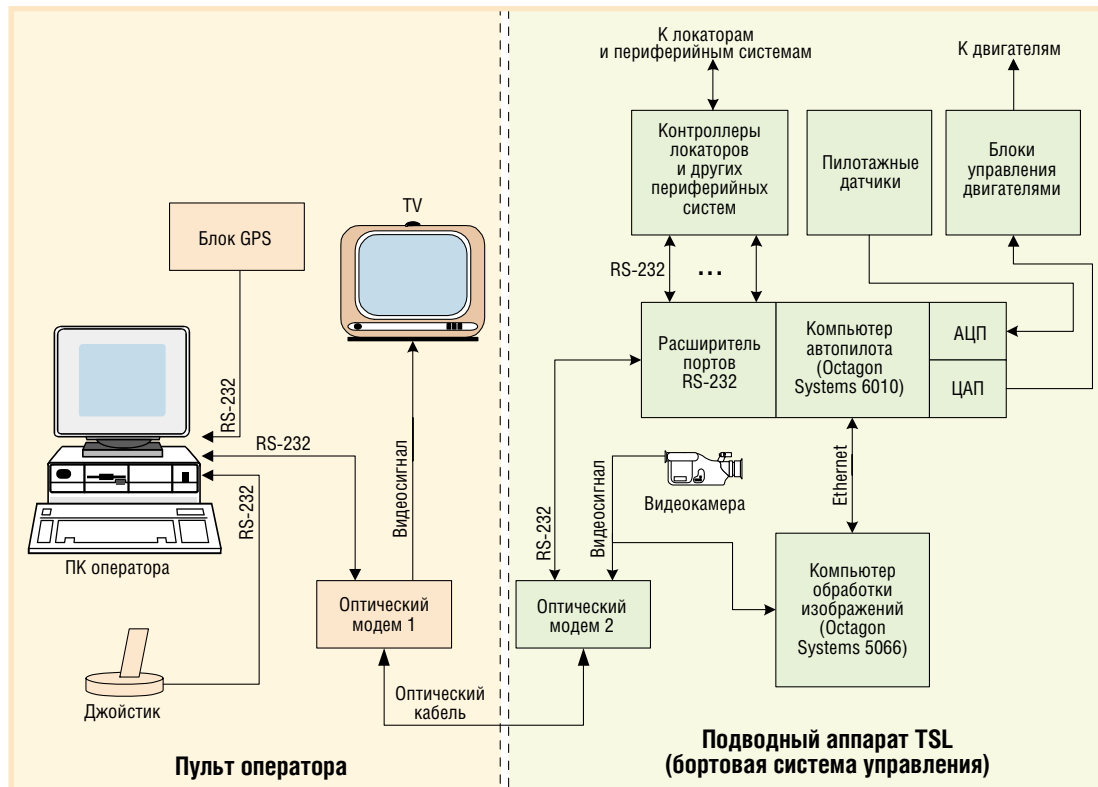 К локаторам
и периферийным системам
К двигателям
Контроллеры
локаторов
и других
периферийных
систем
Пилотажные
датчики
Блоки
управления
двигателями
TV
Блок GPS
RS-232
...
Расширитель
портов
RS-232
Компьютер
автопилота
(Octagon
Systems 6010)
АЦП
ЦАП
RS-232
RS-232
RS-232
Видеосигнал
RS-232
Видеосигнал
Видеокамера
Ethernet
ПК оператора
Оптический
модем 1
Оптический
модем 2
Компьютер
обработки
изображений
(Octagon
Systems 5066)
Джойстик
Оптический
кабель
Пульт оператора
Подводный аппарат TSL
(бортовая система управления)